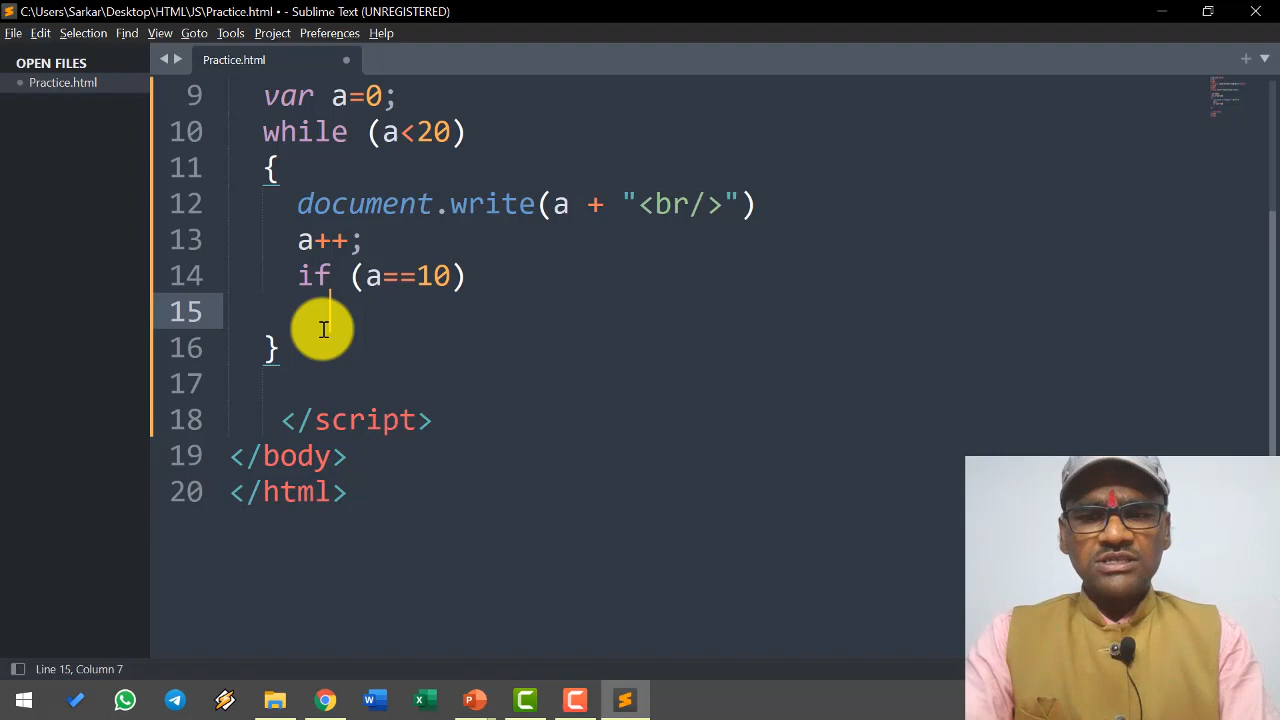 C:\Users\Sarkar\Desktop\HTML\JS\Practice.html • - Sublime Text (UNREGISTERED)
File Edit Selection Find View Goto Tools Project Preferences Help
OPEN FILES
Practice.html
Practice.html
9 var a=0;
10 while (a<20)
11 {
12 document.write(a + "<br/>")
13 a++;
14 if (a==10)
15
16 }
17
18 </script>
19 </body>
20 </html>
Line 15, Column 7